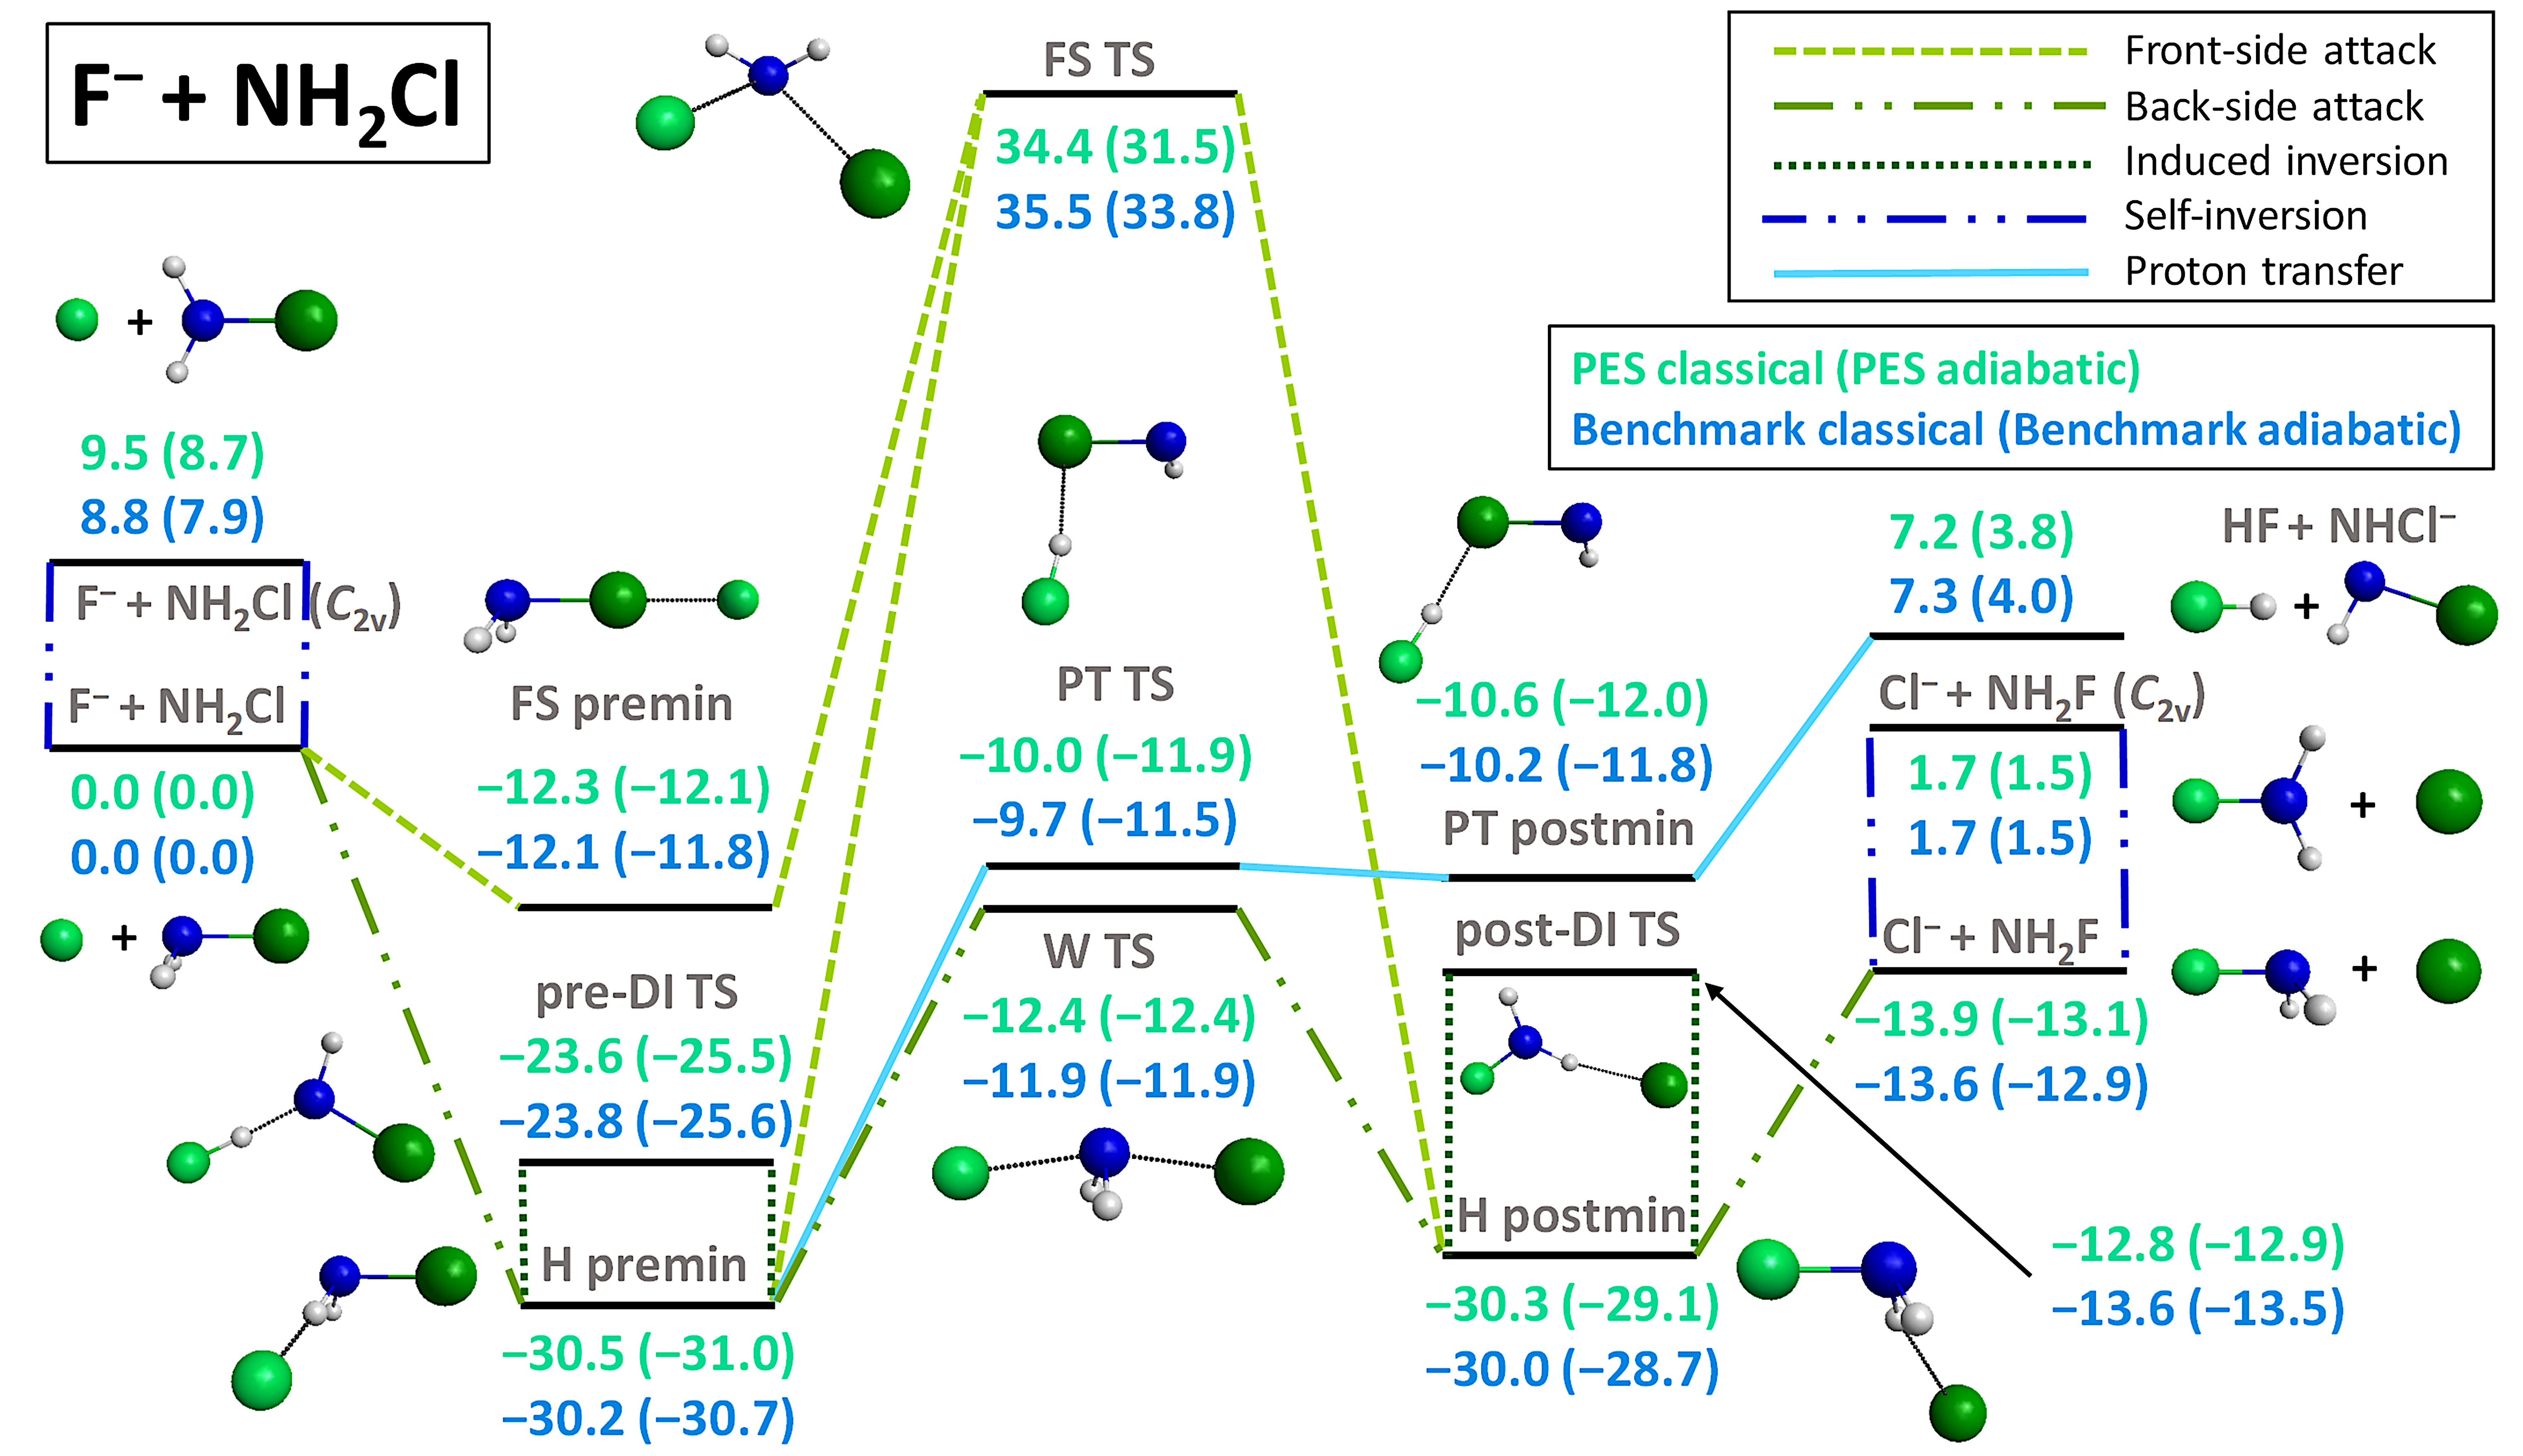 F⁻ + NH₂Cl
FS TS
34.4 (31.5)
35.5 (33.8)
Front-side attack
Back-side attack
Induced inversion
Self-inversion
Proton transfer
PES classical (PES adiabatic)
Benchmark classical (Benchmark adiabatic)
+
9.5 (8.7)
8.8 (7.9)
F⁻ + NH₂Cl (C₂ᵥ)
F⁻ + NH₂Cl
0.0 (0.0)
0.0 (0.0)
+
FS premin
−12.3 (−12.1)
−12.1 (−11.8)
pre-DI TS
−23.6 (−25.5)
−23.8 (−25.6)
H premin
−30.5 (−31.0)
−30.2 (−30.7)
PT TS
−10.0 (−11.9)
−9.7 (−11.5)
W TS
−12.4 (−12.4)
−11.9 (−11.9)
−10.6 (−12.0)
−10.2 (−11.8)
PT postmin
post-DI TS
H postmin
−30.3 (−29.1)
−30.0 (−28.7)
7.2 (3.8)
7.3 (4.0)
HF + NHCl⁻
+
Cl⁻ + NH₂F (C₂ᵥ)
1.7 (1.5)
1.7 (1.5)
+
Cl⁻ + NH₂F
+
−13.9 (−13.1)
−13.6 (−12.9)
−12.8 (−12.9)
−13.6 (−13.5)